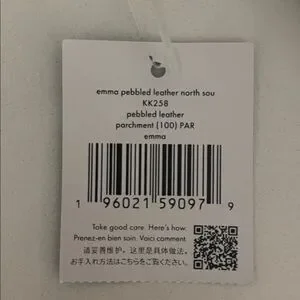 emma pebbled leather north sou
KK258
pebbled leather
parchment (100) PAR
emma
1 96021 59097 9
Take good care. Here's how.
Prenez-en bien soin. Voici comment
适妥善维护。这里是具体做法。
お手入れ方法はこちらをご覧ください